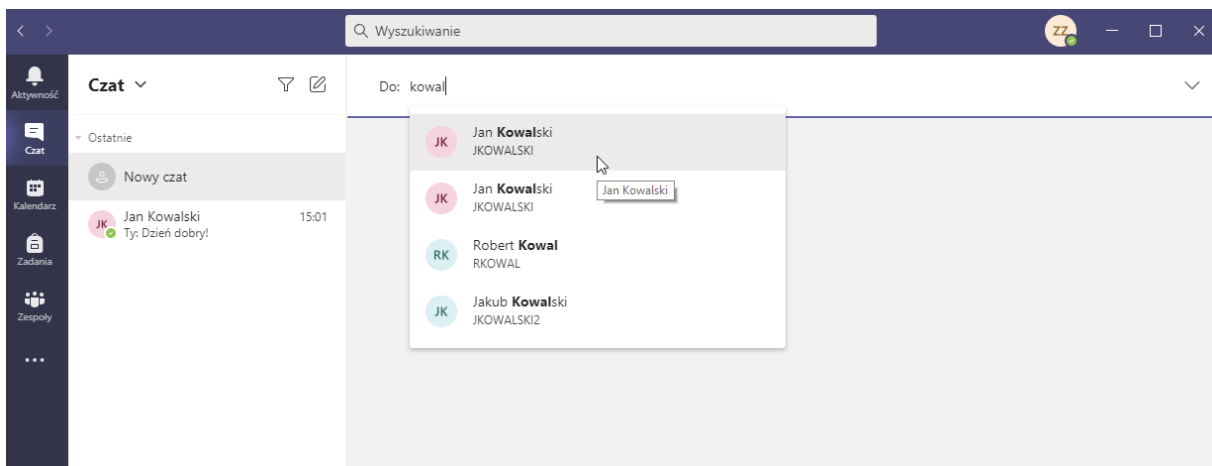 Wyszukiwanie
ZZ
Aktywność
Czat
Kalendarz
Zadania
Zespoły
Czat
Ostatnie
Nowy czat
JK
Jan Kowalski
15:01
Ty: Dzień dobry!
Do: kowal
JK
Jan Kowalski
JKOWALSKI
Jan Kowalski
JK
Jan Kowalski
JKOWALSKI
RK
Robert Kowal
RKOWAL
JK
Jakub Kowalski
JKOWALSKI2